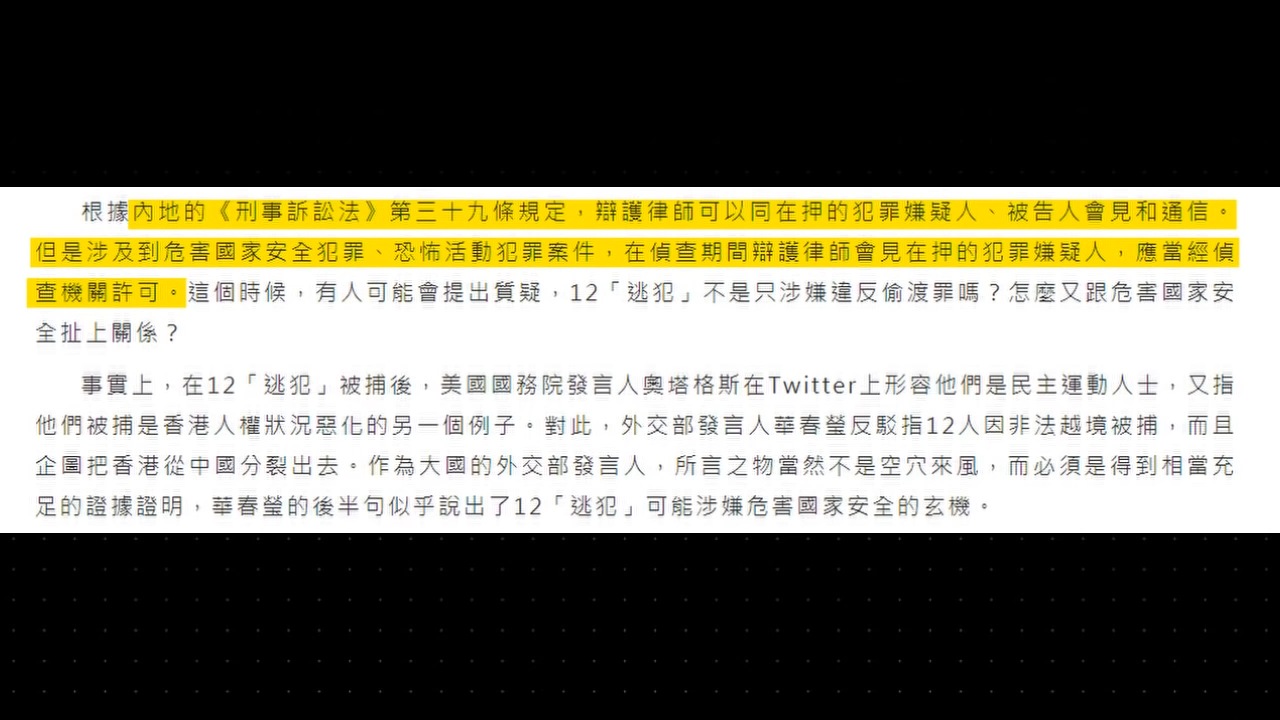 根據內地的《刑事訴訟法》第三十九條規定，辯護律師可以同在押的犯罪嫌疑人、被告人會見和通信。
但是涉及到危害國家安全犯罪、恐怖活動犯罪案件，在偵查期間辯護律師會見在押的犯罪嫌疑人，應當經偵
查機關許可。這個時候，有人可能會提出質疑，12「逃犯」不是只涉嫌違反偷渡罪嗎？怎麼又跟危害國家安
全扯上關係？
事實上，在12「逃犯」被捕後，美國國務院發言人奧塔格斯在Twitter上形容他們是民主運動人士，又指
他們被捕是香港人權狀況惡化的另一個例子。對此，外交部發言人華春瑩反駁指12人因非法越境被捕，而且
企圖把香港從中國分裂出去。作為大國的外交部發言人，所言之物當然不是空穴來風，而必須是得到相當充
足的證據證明，華春瑩的後半句似乎說出了12「逃犯」可能涉嫌危害國家安全的玄機。